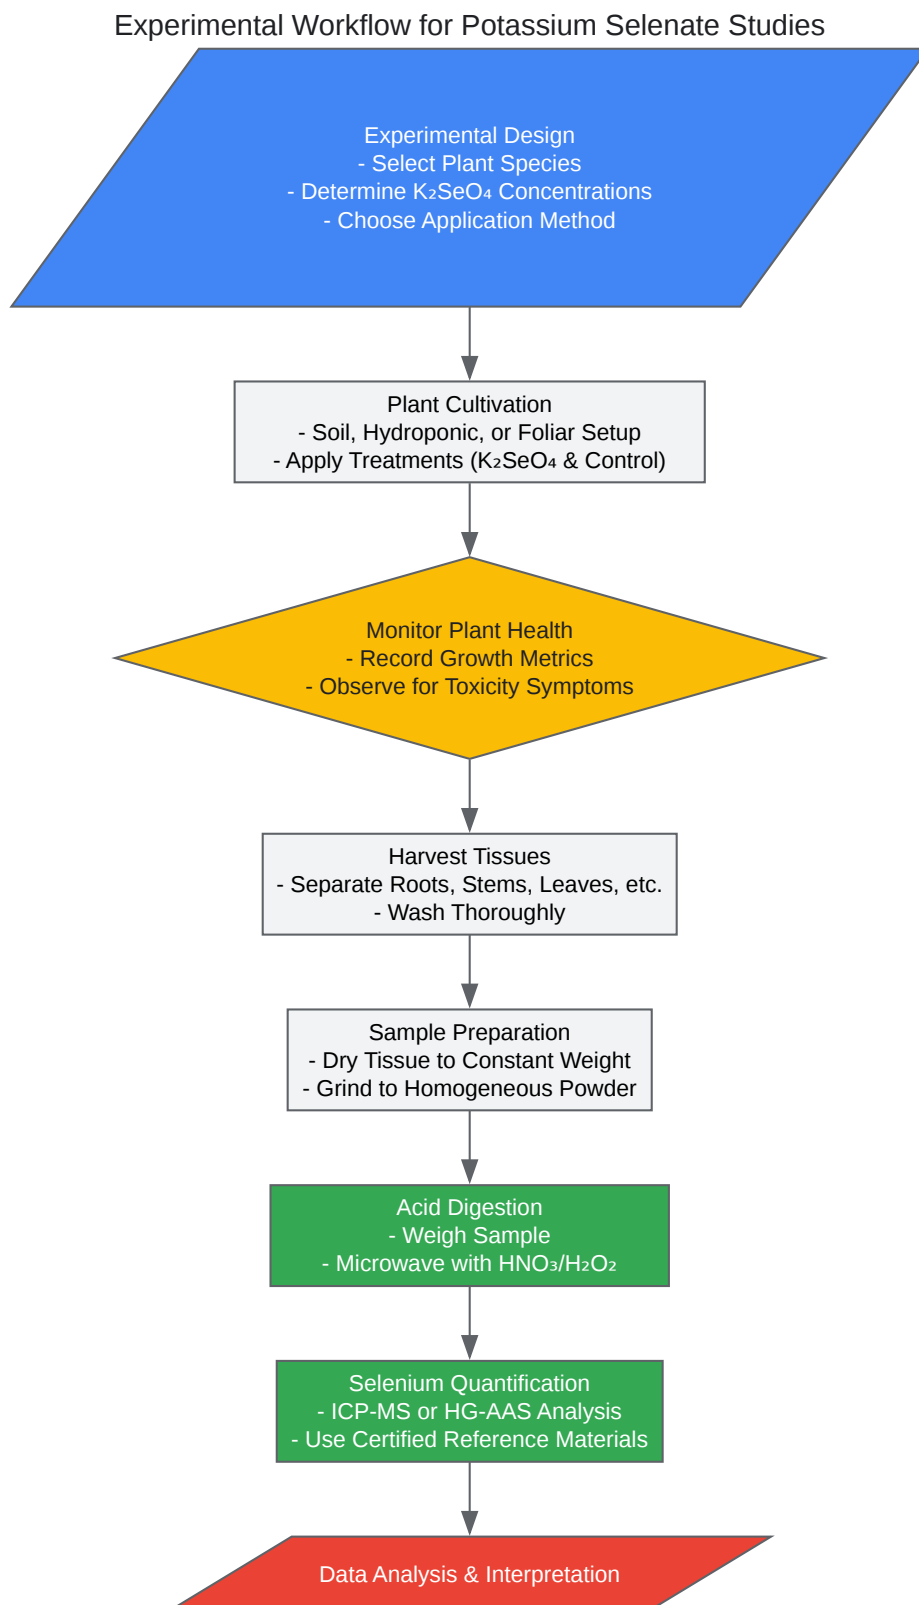 Experimental Workflow for Potassium Selenate Studies
Experimental Design
- Select Plant Species
- Determine K₂SeO₄ Concentrations
- Choose Application Method
Plant Cultivation
- Soil, Hydroponic, or Foliar Setup
- Apply Treatments (K₂SeO₄ & Control)
Monitor Plant Health
- Record Growth Metrics
- Observe for Toxicity Symptoms
Harvest Tissues
- Separate Roots, Stems, Leaves, etc.
- Wash Thoroughly
Sample Preparation
- Dry Tissue to Constant Weight
- Grind to Homogeneous Powder
Acid Digestion
- Weigh Sample
- Microwave with HNO₃/H₂O₂
Selenium Quantification
- ICP-MS or HG-AAS Analysis
- Use Certified Reference Materials
Data Analysis & Interpretation